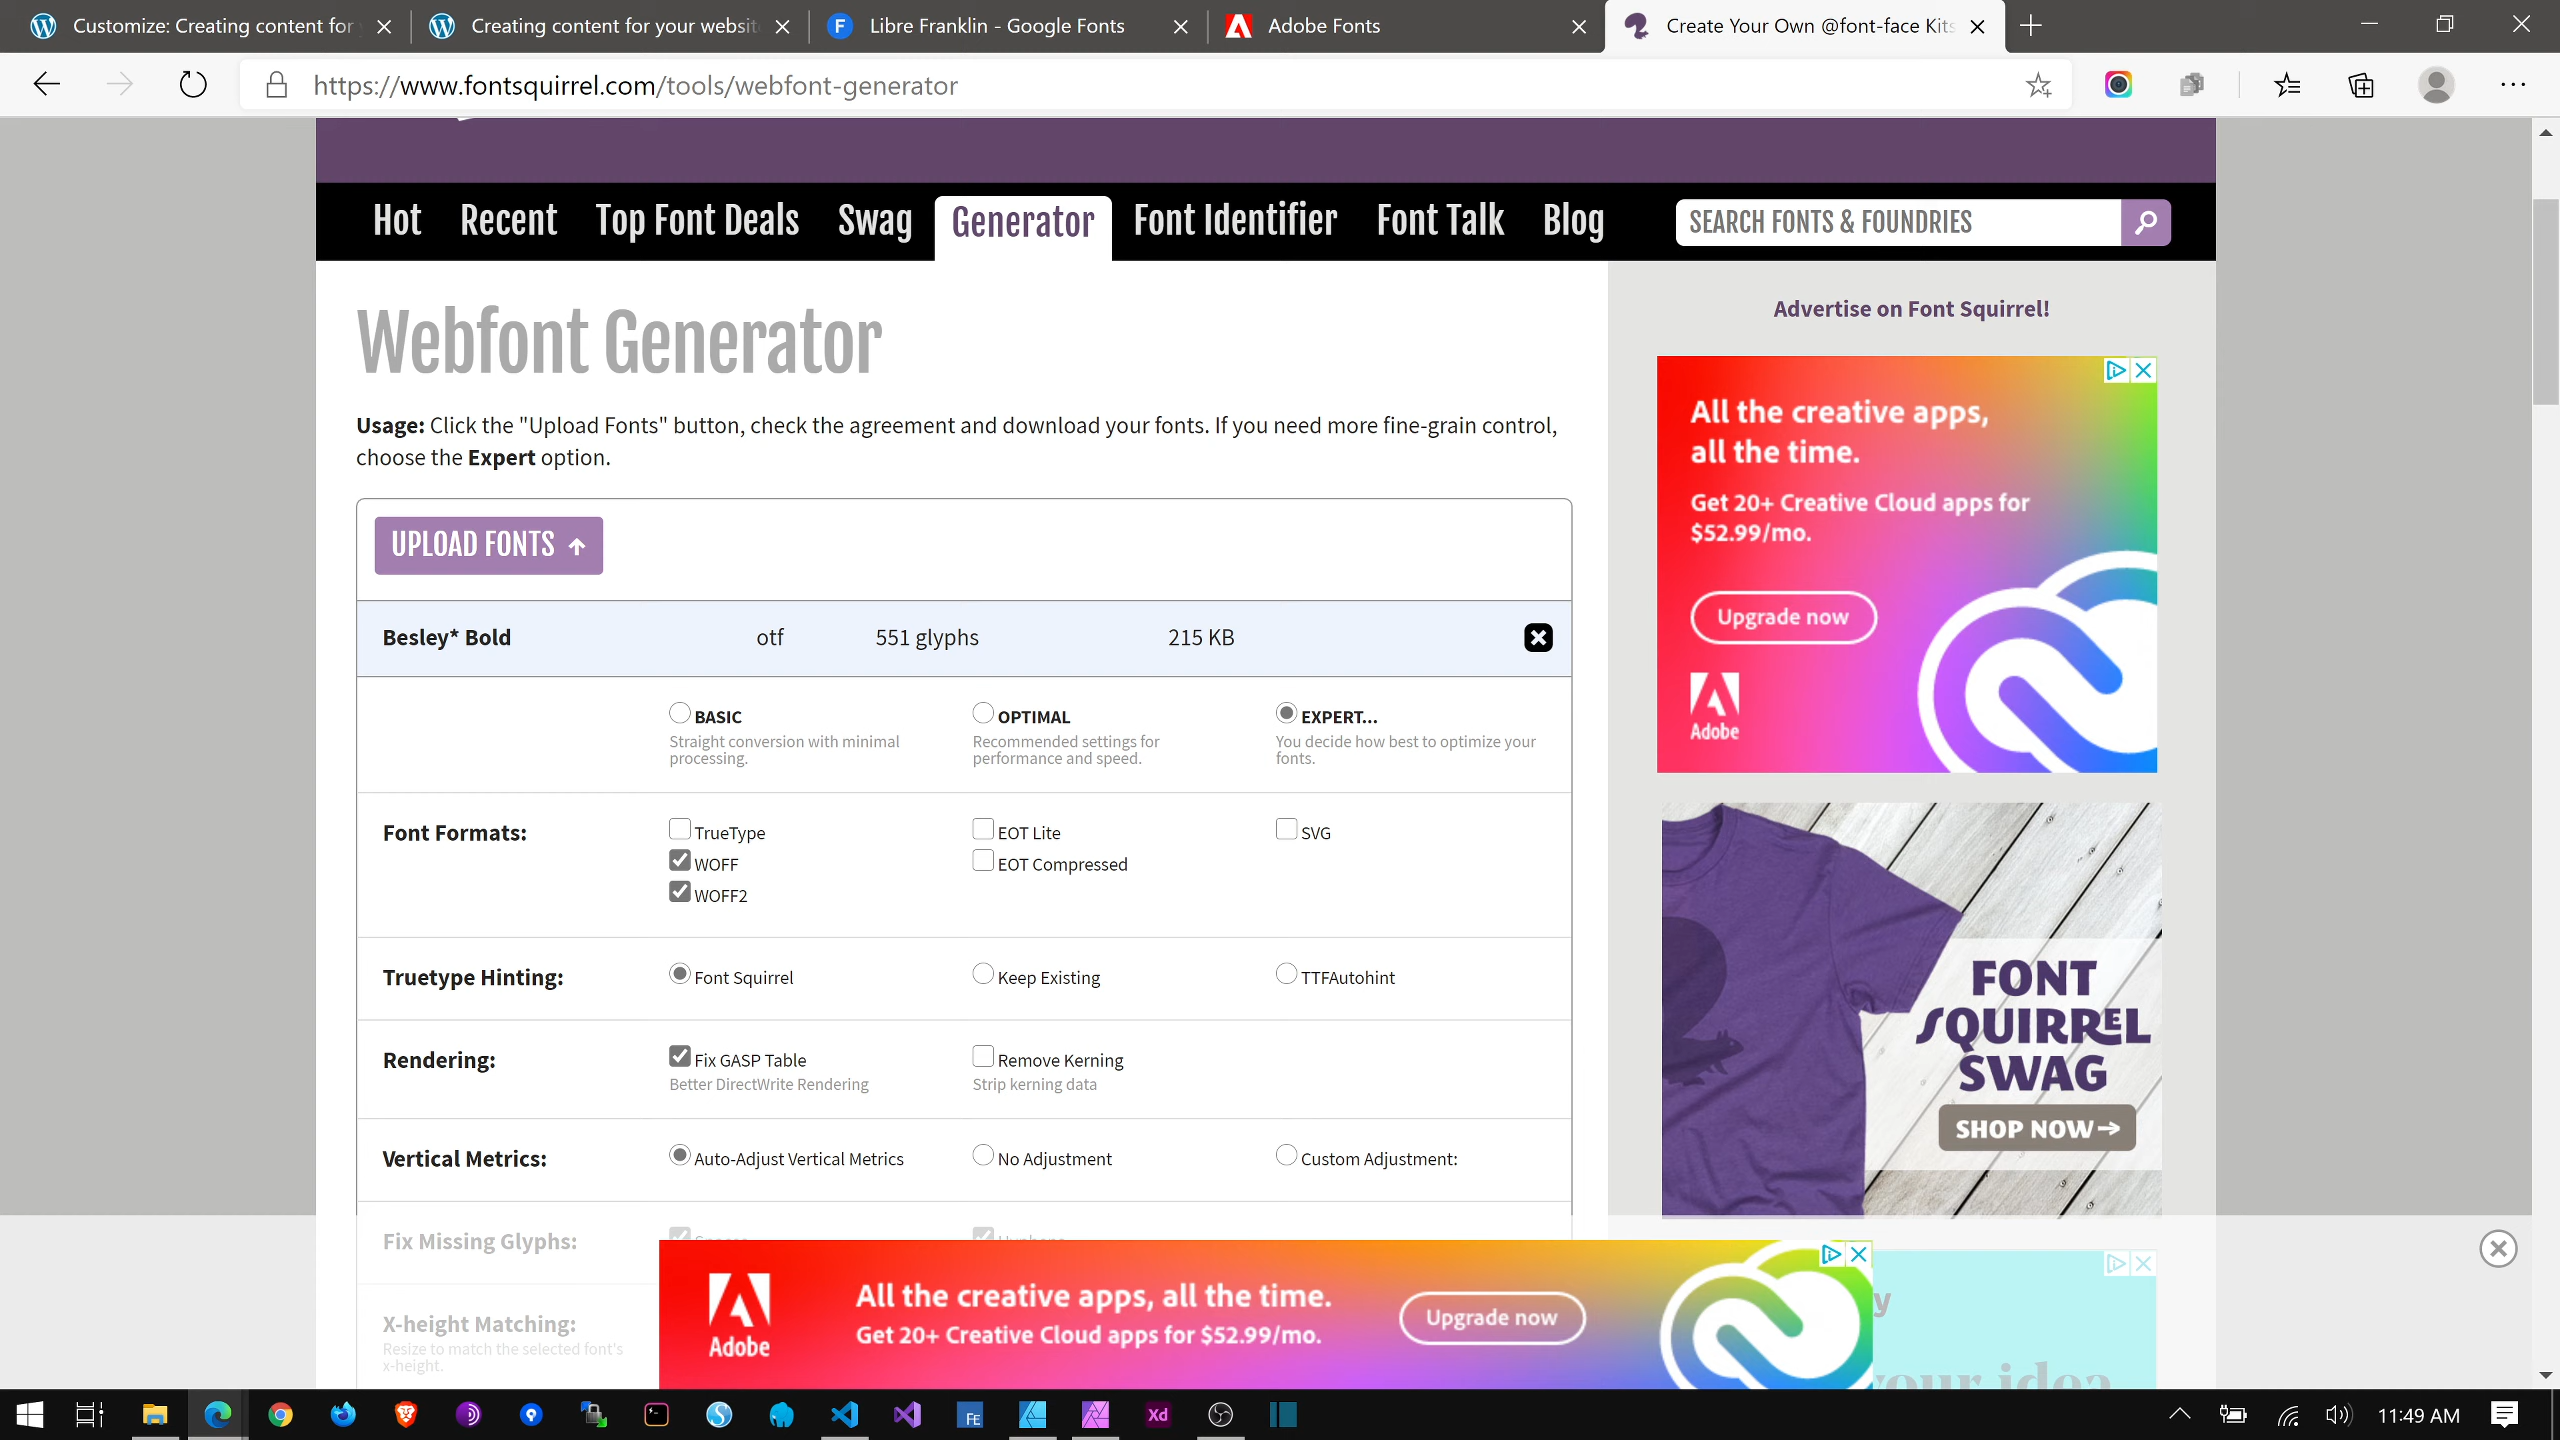 Customize: Creating content for
Creating content for your websit
Libre Franklin - Google Fonts
Adobe Fonts
Create Your Own @font-face Kits
https://www.fontsquirrel.com/tools/webfont-generator
Hot
Recent
Top Font Deals
Swag
Generator
Font Identifier
Font Talk
Blog
SEARCH FONTS & FOUNDRIES
Webfont Generator
Usage: Click the "Upload Fonts" button, check the agreement and download your fonts. If you need more fine-grain control,
choose the Expert option.
UPLOAD FONTS
Besley* Bold otf 551 glyphs 215 KB
BASIC
Straight conversion with minimal
processing.
OPTIMAL
Recommended settings for
performance and speed.
EXPERT...
You decide how best to optimize your
fonts.
Font Formats:
TrueType
WOFF
WOFF2
EOT Lite
EOT Compressed
SVG
Truetype Hinting:
Font Squirrel
Keep Existing
TTFAutohint
Rendering:
Fix GASP Table
Better DirectWrite Rendering
Remove Kerning
Strip kerning data
Vertical Metrics:
Auto-Adjust Vertical Metrics
No Adjustment
Custom Adjustment:
Fix Missing Glyphs:
X-height Matching:
Resize to match the selected font's
x-height.
Advertise on Font Squirrel!
All the creative apps,
all the time.
Get 20+ Creative Cloud apps for
$52.99/mo.
Upgrade now
Adobe
FONT
SQUIRREL
SWAG
SHOP NOW
Adobe
All the creative apps, all the time.
Get 20+ Creative Cloud apps for $52.99/mo.
Upgrade now
y
your idea
FE
Xd
11:49 AM